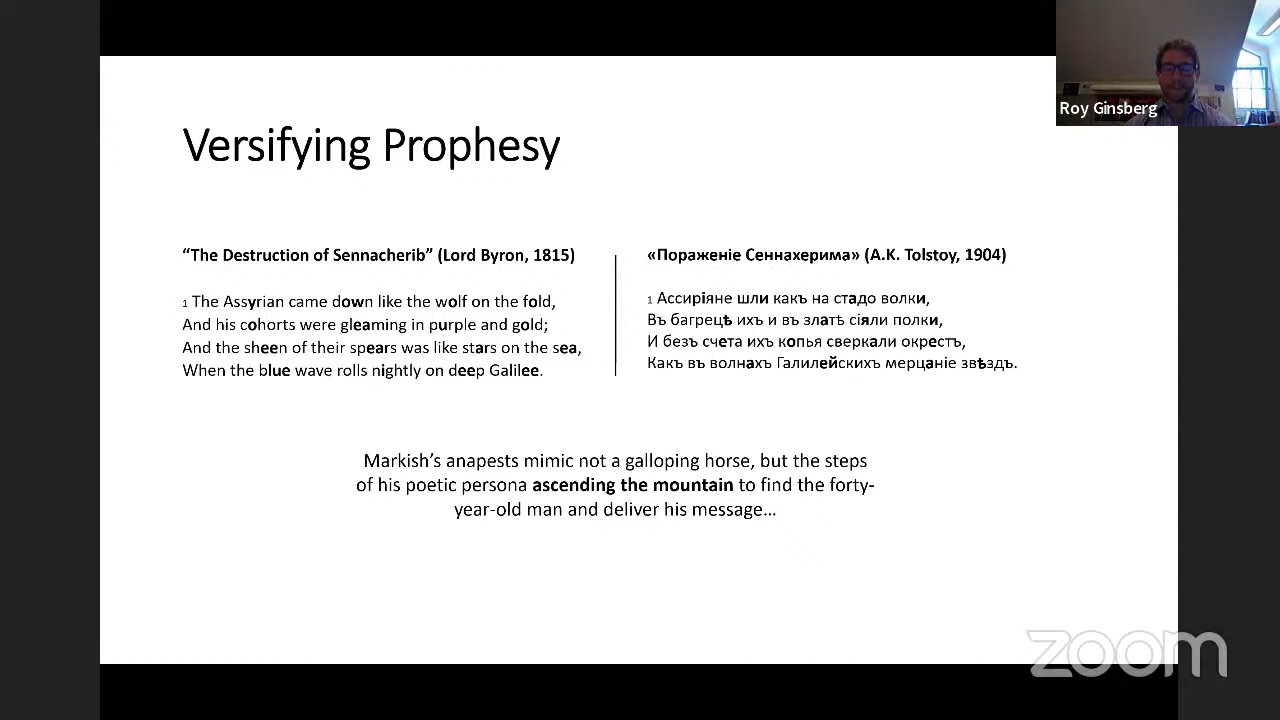 Roy Ginsberg
Versifying Prophesy
“The Destruction of Sennacherib” (Lord Byron, 1815)
1 The Assyrian came down like the wolf on the fold,
And his cohorts were gleaming in purple and gold;
And the sheen of their spears was like stars on the sea,
When the blue wave rolls nightly on deep Galilee.
«Пораженіе Сеннахерима» (A.K. Tolstoy, 1904)
1 Ассиріяне шли какъ на стадо волки,
Въ багрецѣ ихъ и въ златѣ сіяли полки,
И безъ счета ихъ копья сверкали окрестъ,
Какъ въ волнахъ Галилейскихъ мерцаніе звѣздъ.
Markish’s anapests mimic not a galloping horse, but the steps
of his poetic persona ascending the mountain to find the forty-
year-old man and deliver his message…
zoom